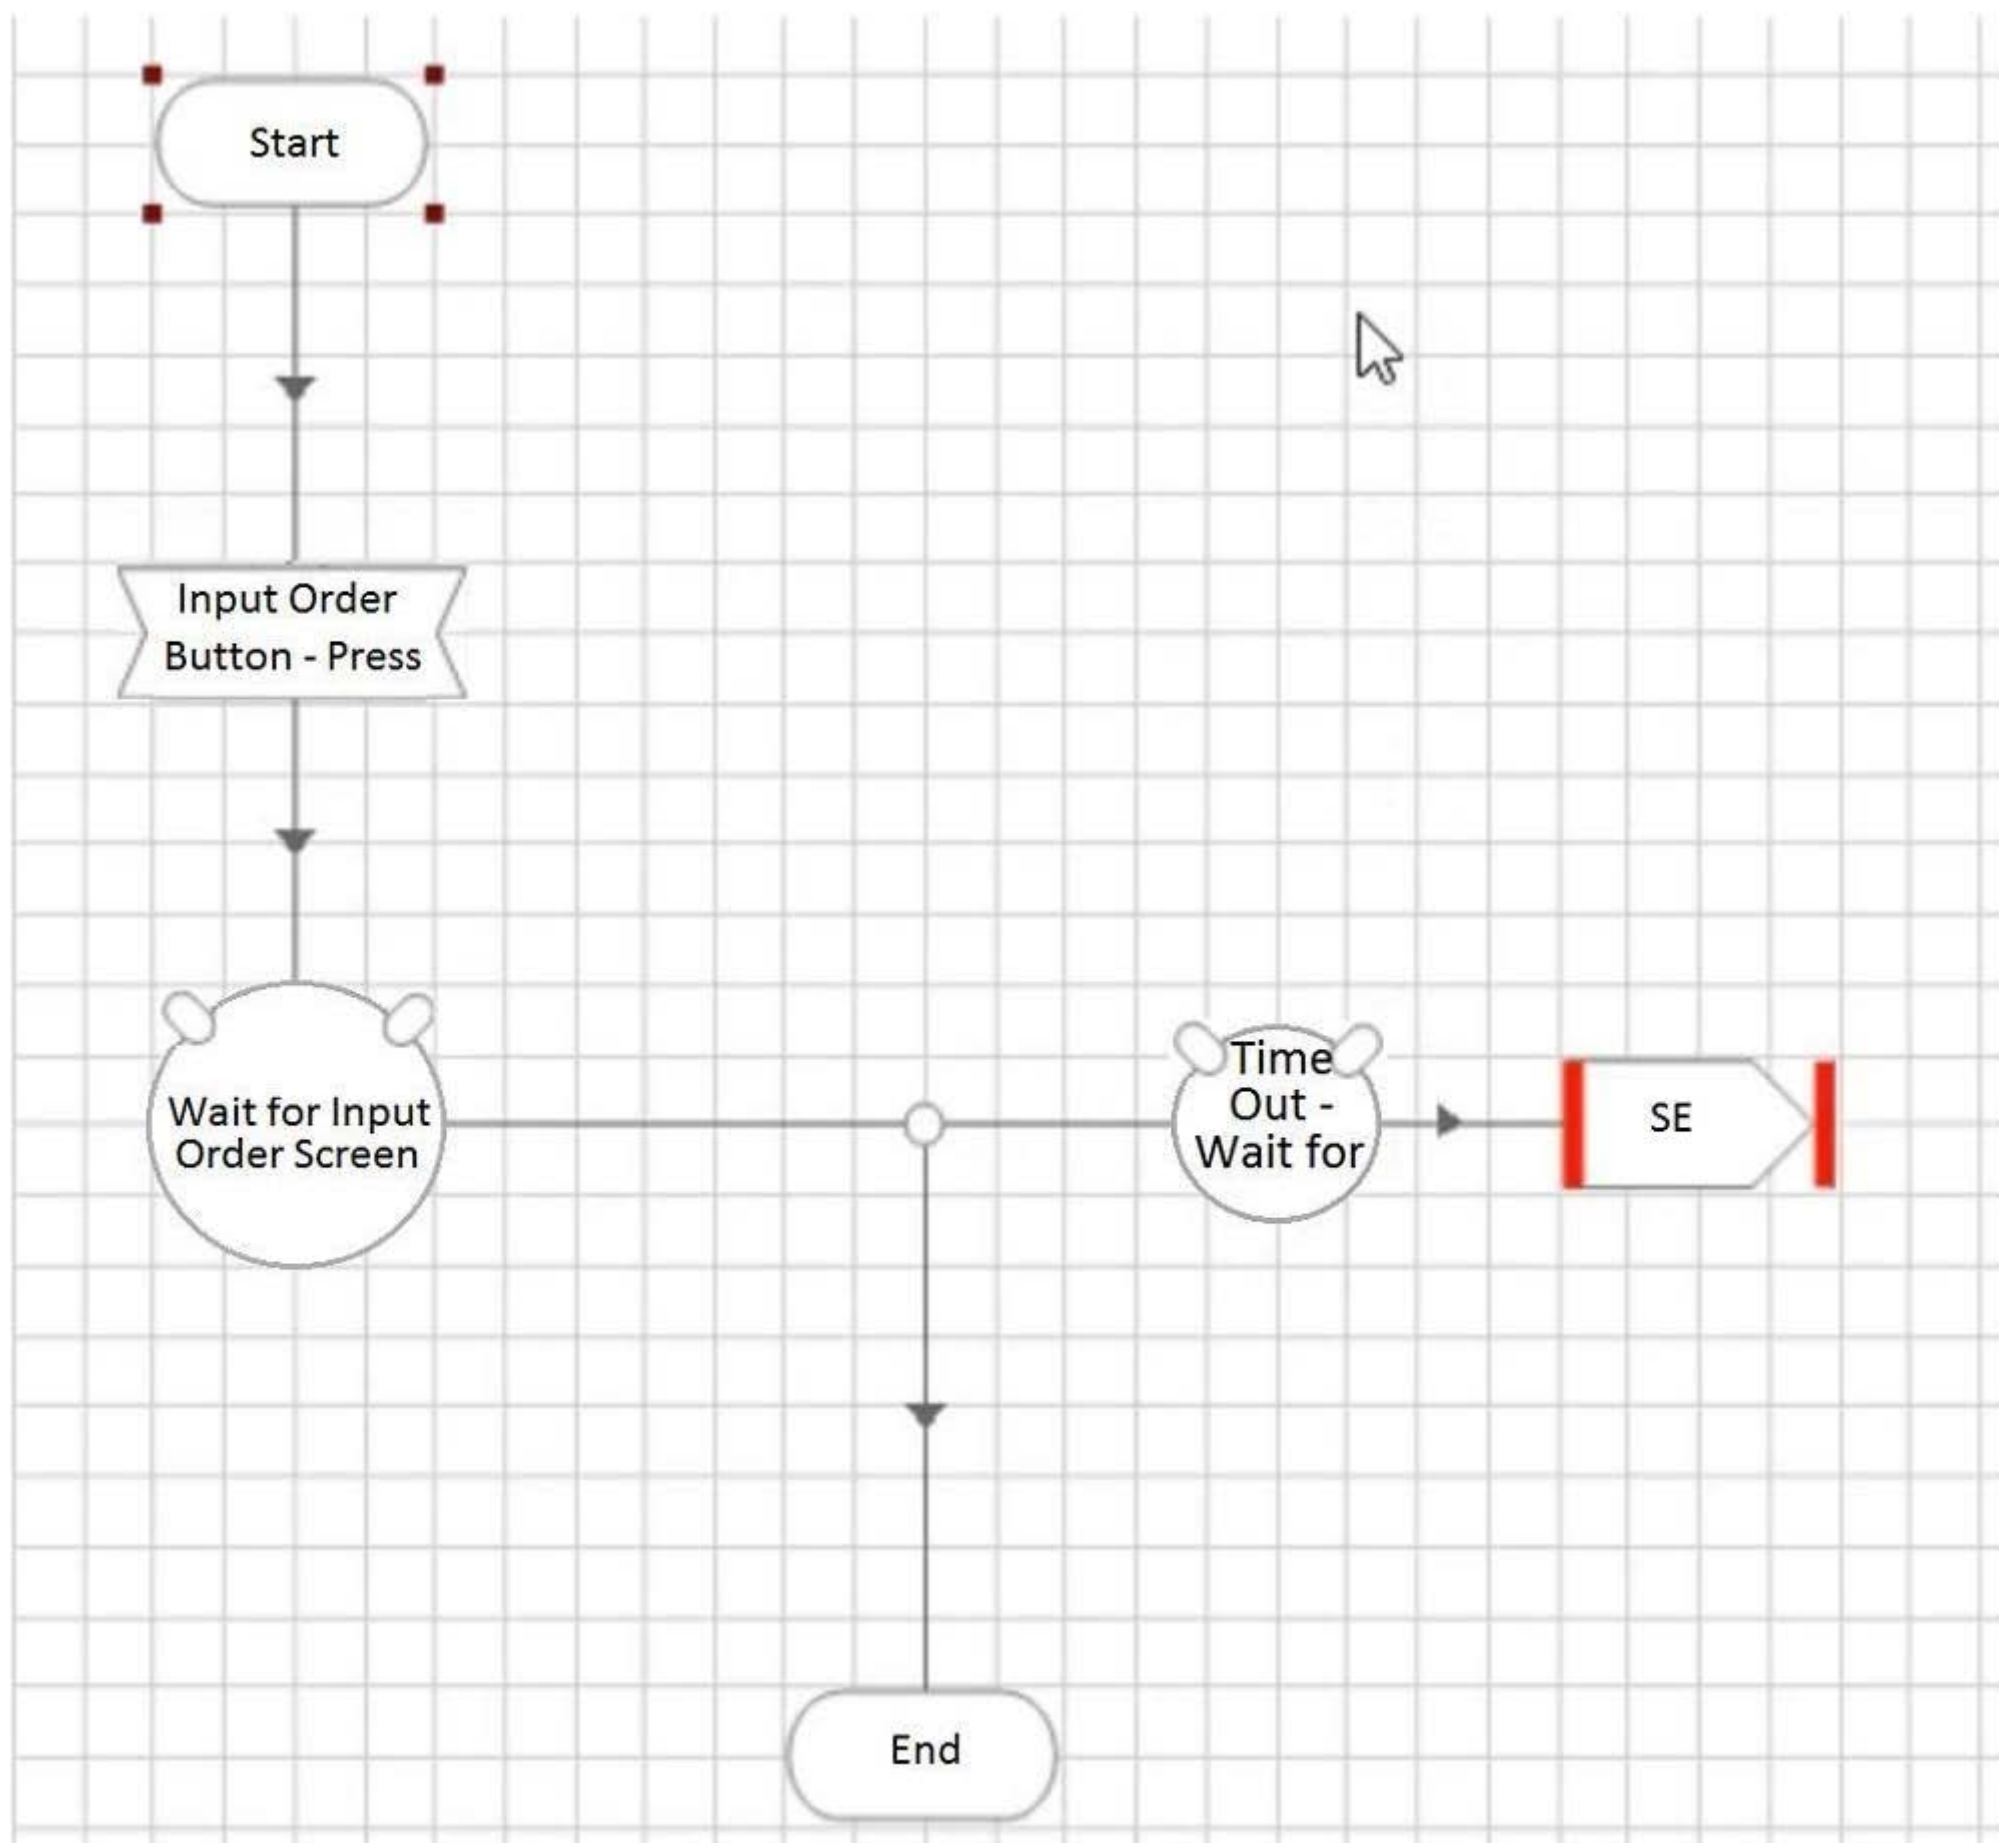 Start
Input Order
Button - Press
Wait for Input
Order Screen
Time
Out -
Wait for
SE
End